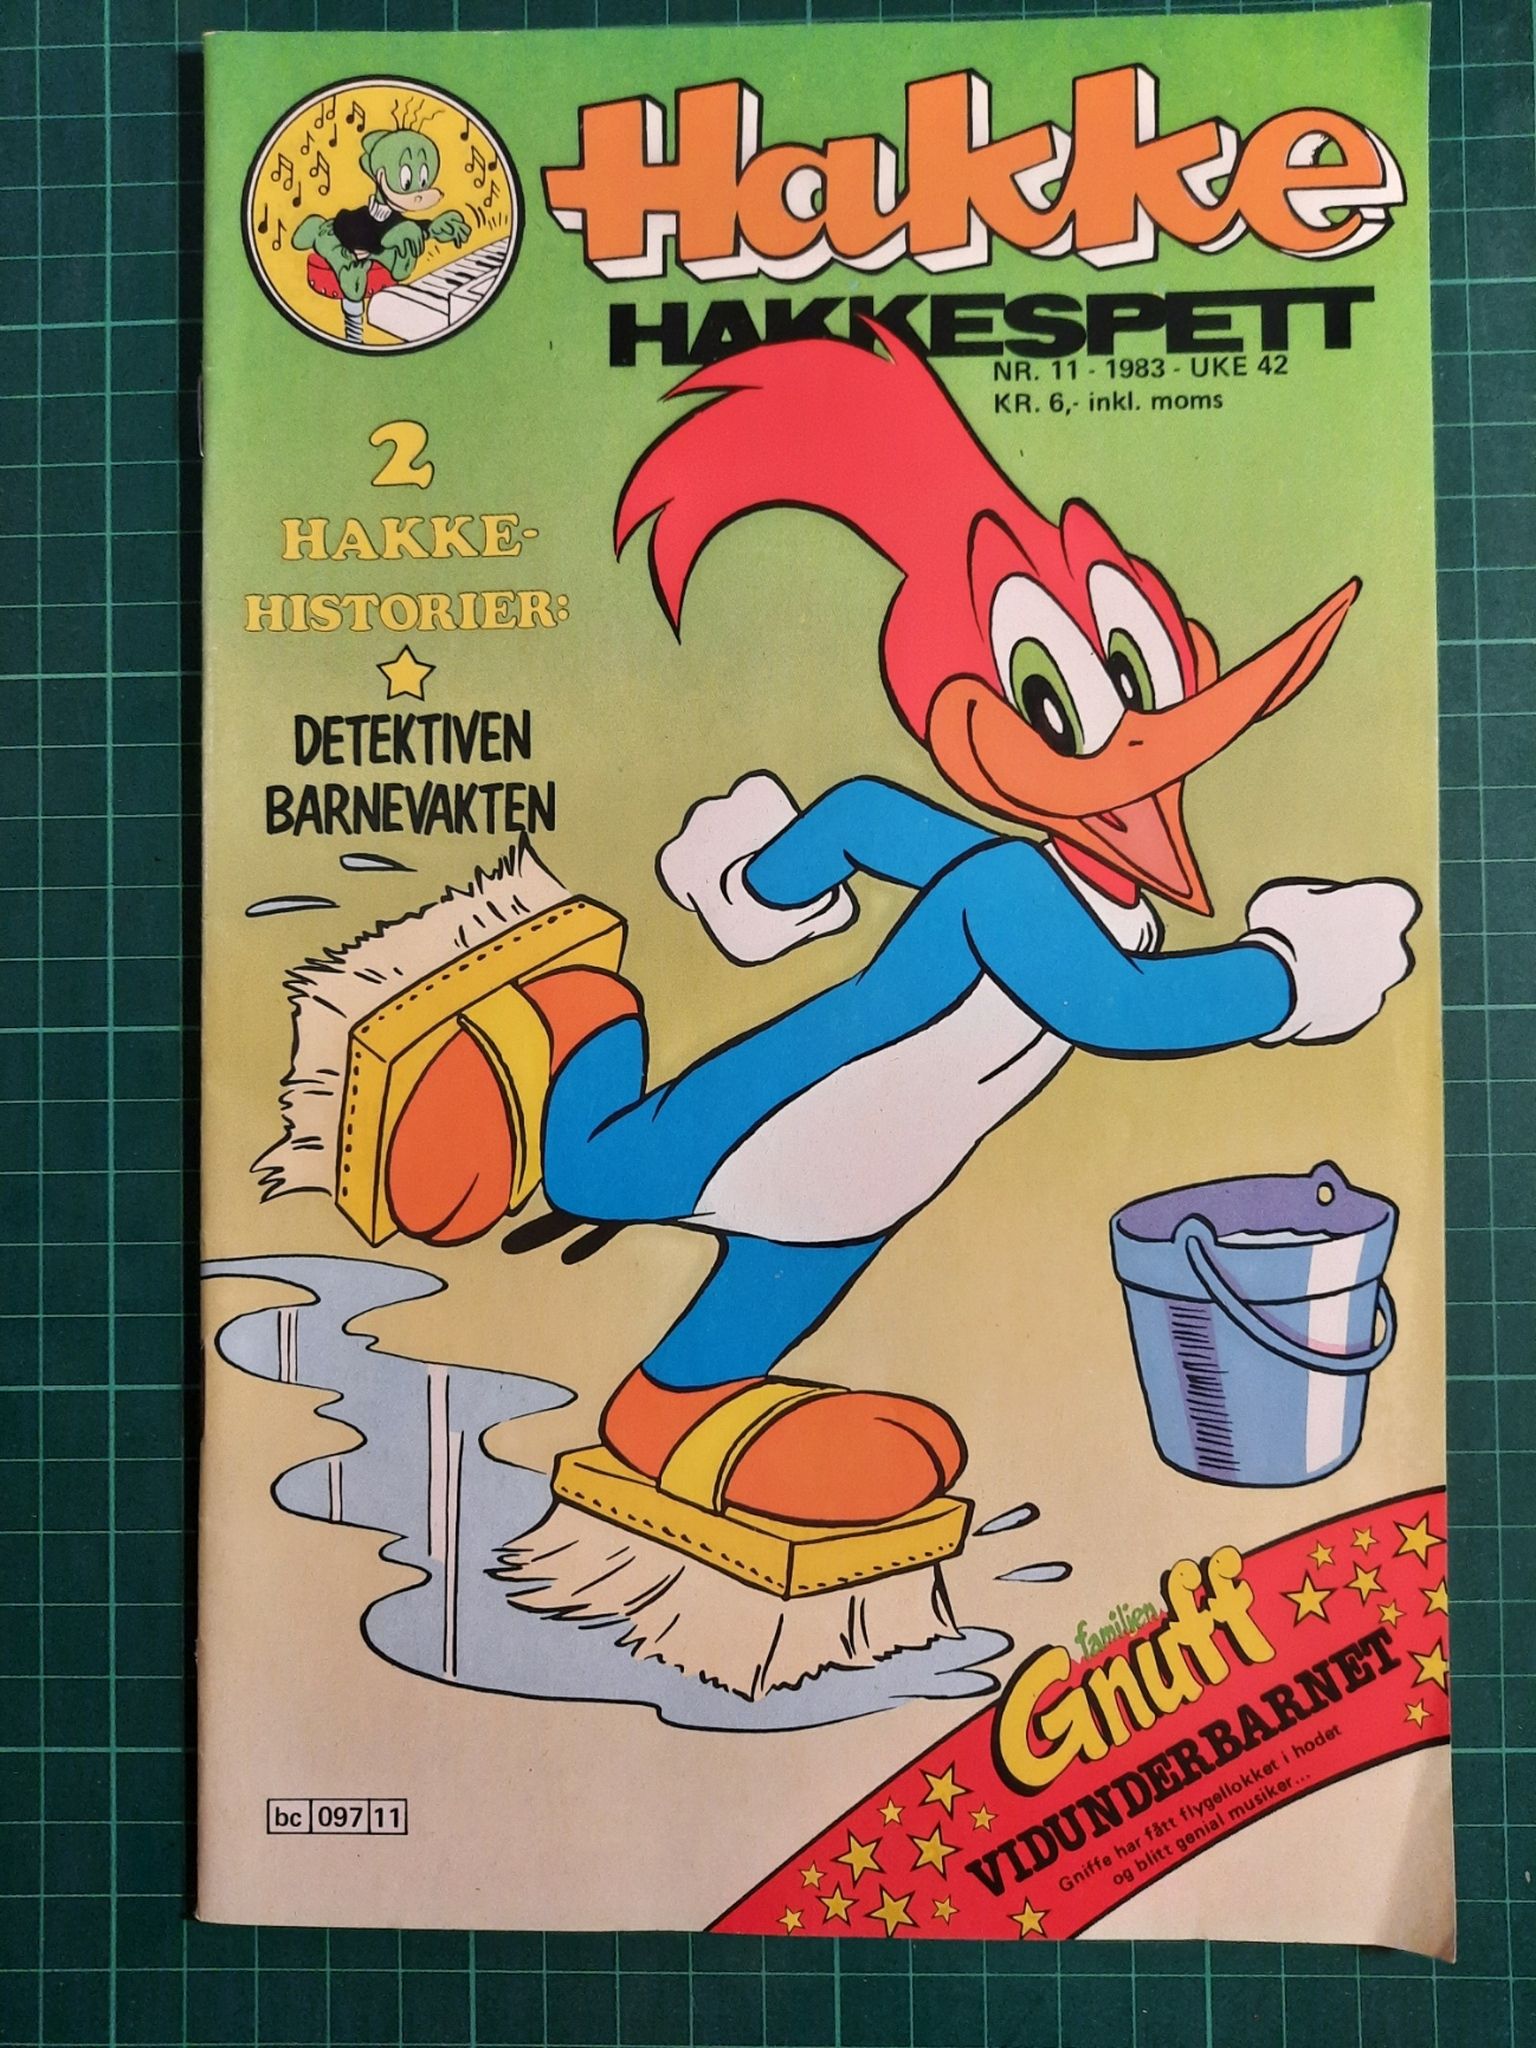 Hakke
HAKKESPETT
NR. 11 - 1983 - UKE 42
KR. 6,- inkl. moms
2
HAKKE-
HISTORIER:
DETEKTIVEN
BARNEVAKTEN
familien
Gnuff
VIDUNDERBARNET
Gniffe har fått flygellokket i hodet
og blitt genial musiker...
bc 097 11